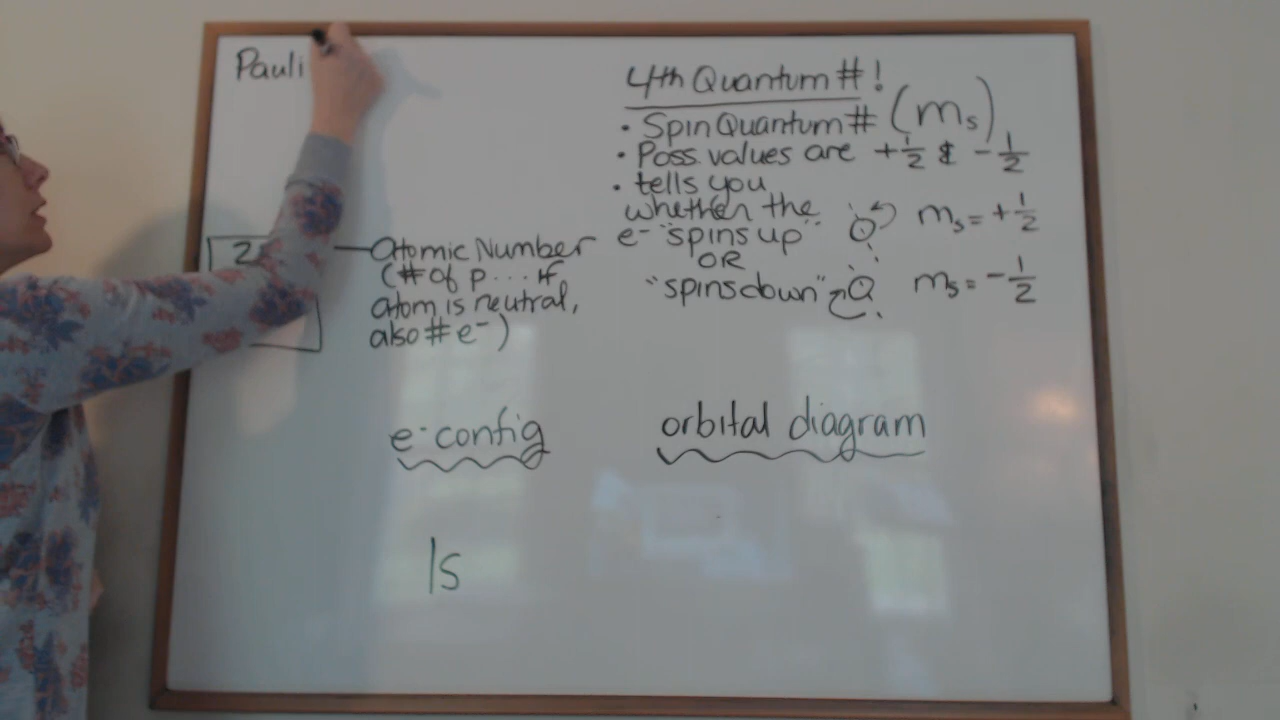 Pauli
4th Quantum #!
• Spin Quantum # (ms)
• Poss. values are +1/2 & -1/2
• tells you
whether the
e- "spins up" ms = +1/2
OR
"spins down" ms = -1/2
2
Atomic Number
(# of p... if
atom is neutral,
also # e-)
e- config
orbital diagram
1s